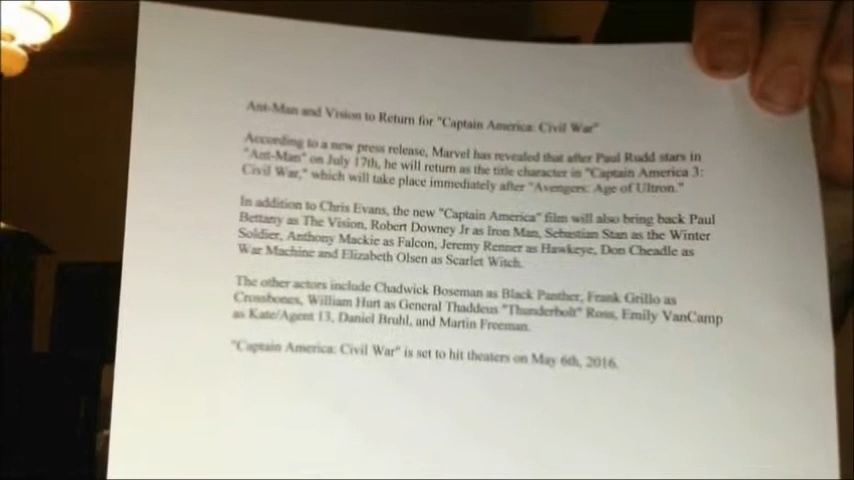 Ant-Man and Vision to Return for "Captain America: Civil War"
According to a new press release, Marvel has revealed that after Paul Rudd stars in
"Ant-Man" on July 17th, he will return as the title character in "Captain America 3:
Civil War," which will take place immediately after "Avengers: Age of Ultron."
In addition to Chris Evans, the new "Captain America" film will also bring back Paul
Bettany as The Vision, Robert Downey Jr as Iron Man, Sebastian Stan as the Winter
Soldier, Anthony Mackie as Falcon, Jeremy Renner as Hawkeye, Don Cheadle as
War Machine and Elizabeth Olsen as Scarlet Witch.
The other actors include Chadwick Boseman as Black Panther, Frank Grillo as
Crossbones, William Hurt as General Thaddeus "Thunderbolt" Ross, Emily VanCamp
as Kate/Agent 13, Daniel Bruhl, and Martin Freeman.
"Captain America: Civil War" is set to hit theaters on May 6th, 2016.